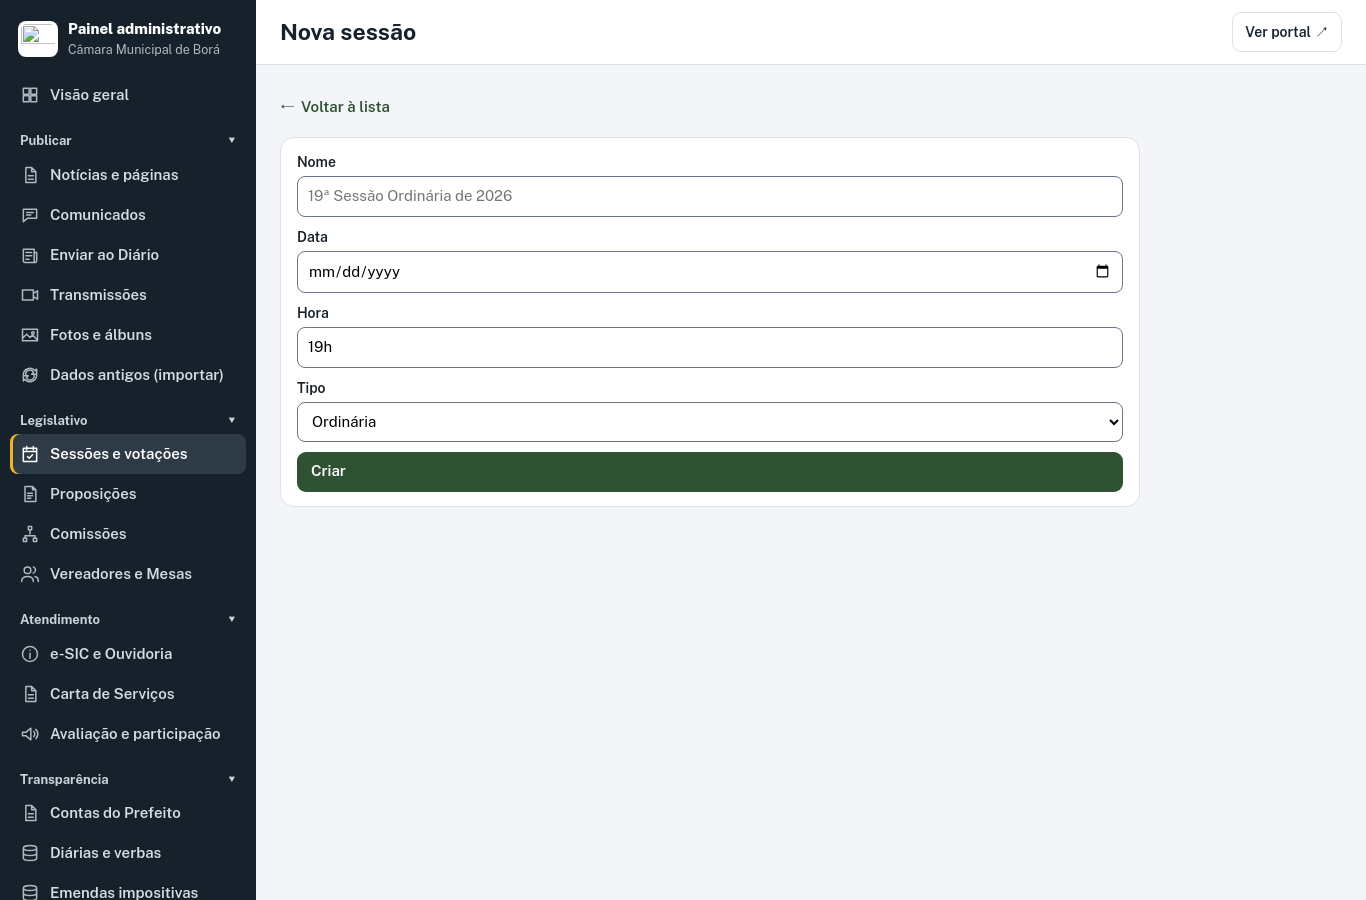 Painel administrativo
Câmara Municipal de Borá
Visão geral
Publicar
Notícias e páginas
Comunicados
Enviar ao Diário
Transmissões
Fotos e álbuns
Dados antigos (importar)
Legislativo
Sessões e votações
Proposições
Comissões
Vereadores e Mesas
Atendimento
e-SIC e Ouvidoria
Carta de Serviços
Avaliação e participação
Transparência
Contas do Prefeito
Diárias e verbas
Emendas impositivas
Nova sessão
Ver portal ↗
← Voltar à lista
Nome
19ª Sessão Ordinária de 2026
Data
mm/dd/yyyy
Hora
19h
Tipo
Ordinária
Criar